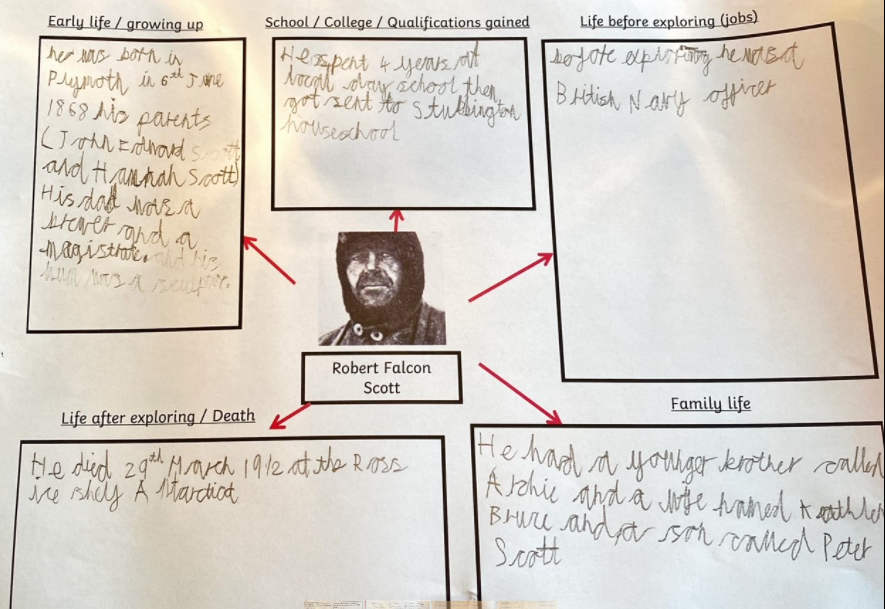 Early life / growing up
he was born in
Plymoth in 6th June
1868 his parents
(John Edward Scott
and Hannah Scott)
His dad was a
brewer and a
magistrate. and his
mum was a sculptor.
School / College / Qualifications gained
He spent 4 years at
local day school then
got sent to Stubbington
houseschool
Life before exploring (jobs)
before exploring he was a
British Navy officer
Robert Falcon
Scott
Life after exploring / Death
He died 29th March 1912 at the Ross
ice shelf
Family life
He had a younger brother called
Archie and a wife named
Bruce and a son called Peter
Scott